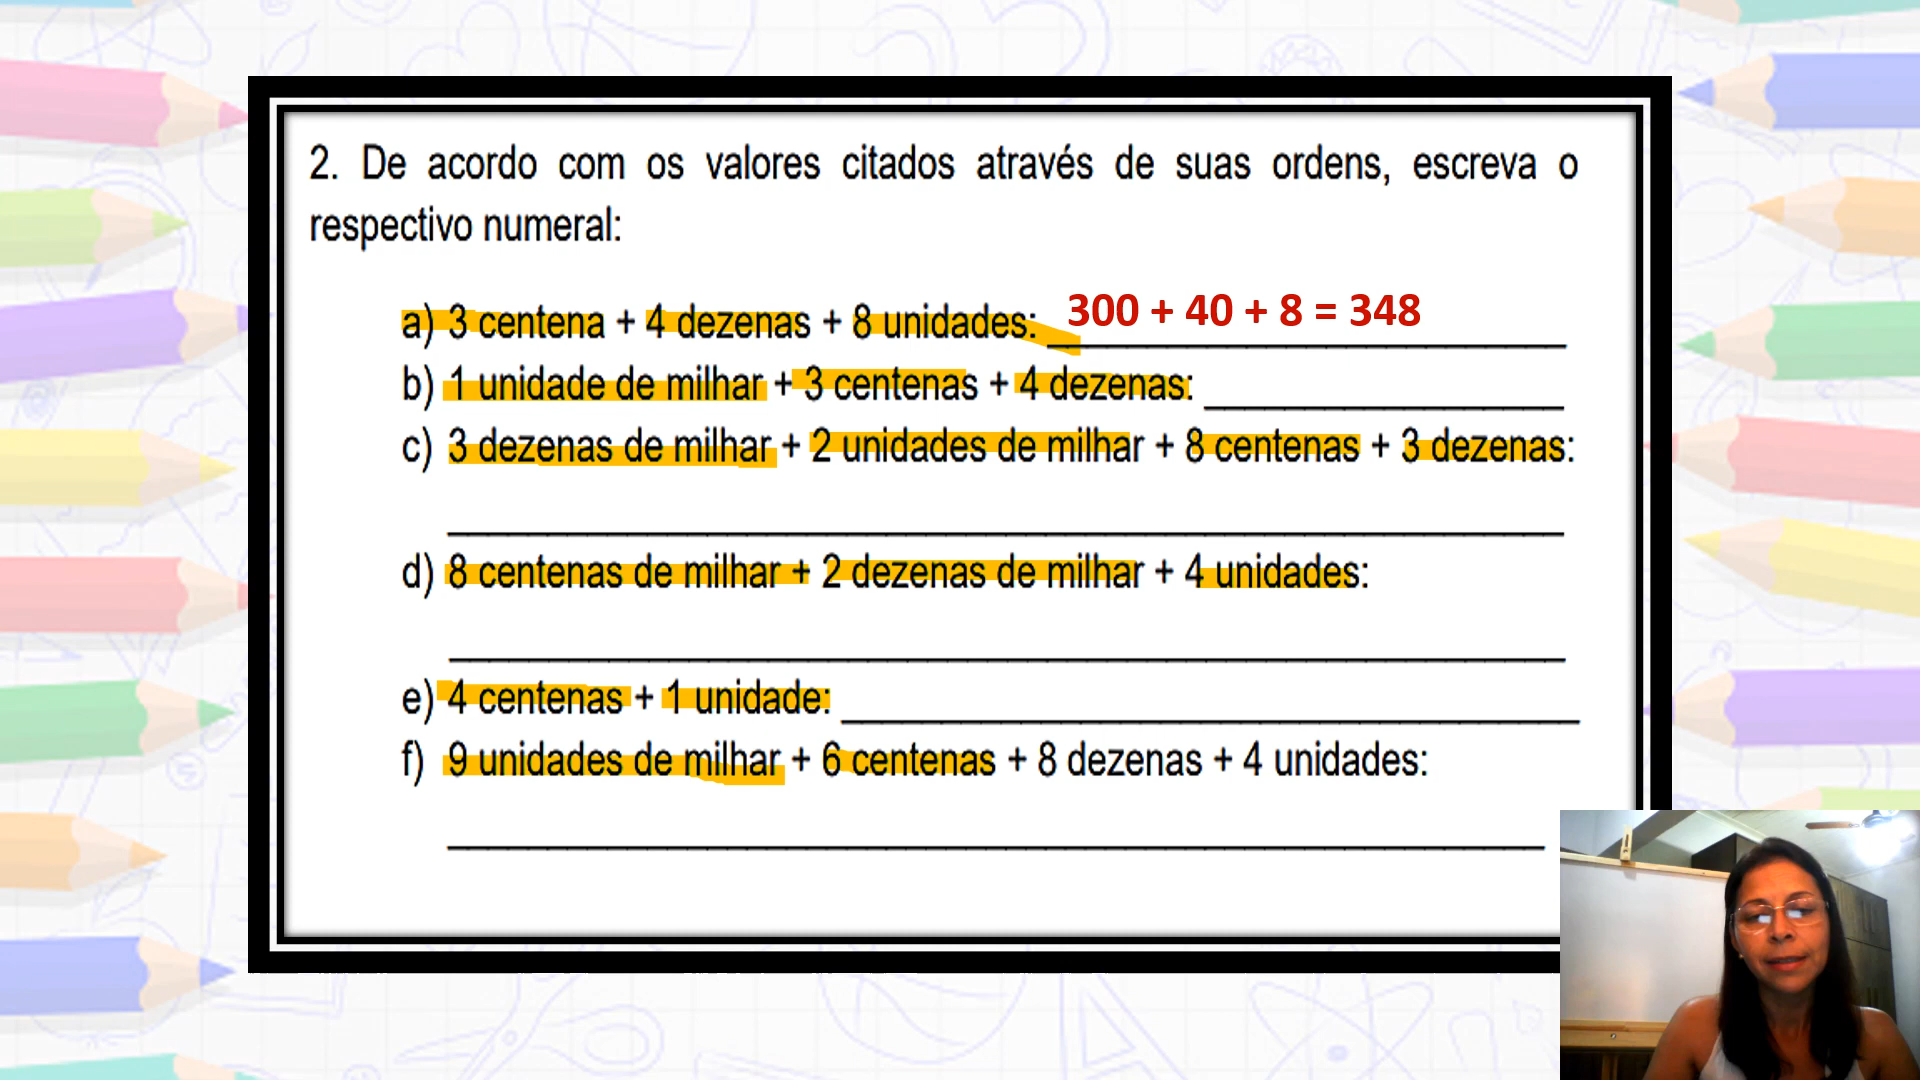 2. De acordo com os valores citados através de suas ordens, escreva o
respectivo numeral:
a) 3 centena + 4 dezenas + 8 unidades: 300 + 40 + 8 = 348
b) 1 unidade de milhar + 3 centenas + 4 dezenas:
c) 3 dezenas de milhar + 2 unidades de milhar + 8 centenas + 3 dezenas:
d) 8 centenas de milhar + 2 dezenas de milhar + 4 unidades:
e) 4 centenas + 1 unidade:
f) 9 unidades de milhar + 6 centenas + 8 dezenas + 4 unidades: